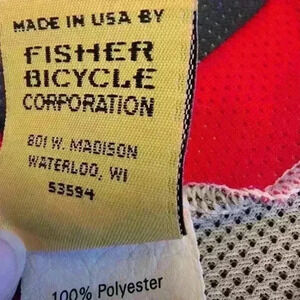 MADE IN USA BY
FISHER
BICYCLE
CORPORATION
801 W. MADISON
WATERLOO, WI
53594
100% Polyester